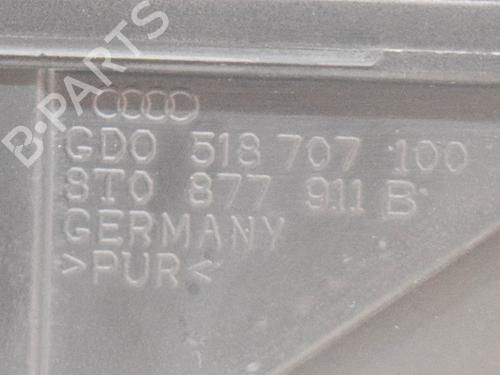 B-PARTS
GDO 518 707 100
8T0 877 911 B
GERMANY
>PUR<